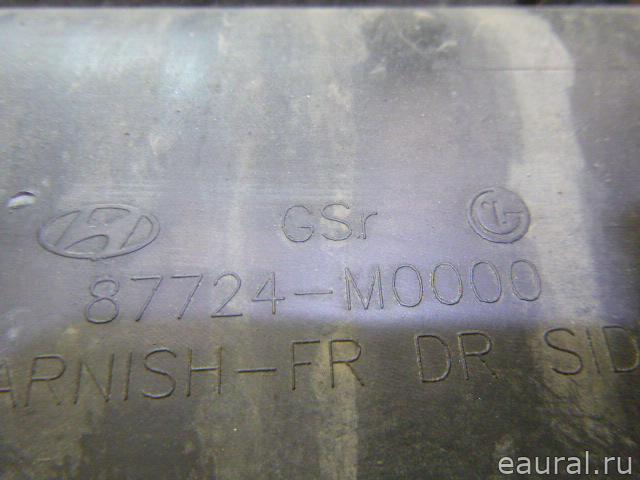 GSr
87724-M0000
ARNISH-FR DR SID
eaural.ru